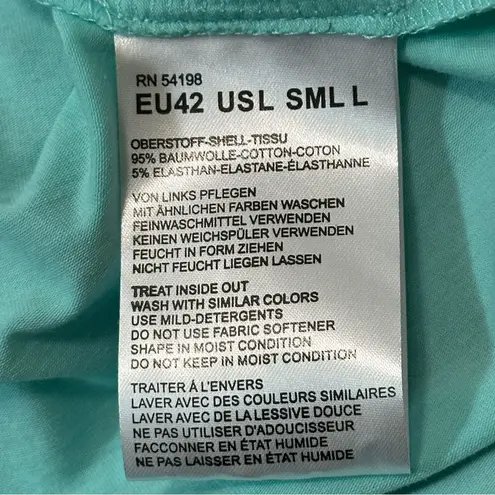 RN 54198
EU42 USL SML L
OBERSTOFF-SHELL-TISSU
95% BAUMWOLLE-COTTON-COTON
5% ELASTHAN-ELASTANE-ÉLASTHANNE
VON LINKS PFLEGEN
MIT ÄHNLICHEN FARBEN WASCHEN
FEINWASCHMITTEL VERWENDEN
KEINEN WEICHSPÜLER VERWENDEN
FEUCHT IN FORM ZIEHEN
NICHT FEUCHT LIEGEN LASSEN
TREAT INSIDE OUT
WASH WITH SIMILAR COLORS
USE MILD-DETERGENTS
DO NOT USE FABRIC SOFTENER
SHAPE IN MOIST CONDITION
DO NOT KEEP IN MOIST CONDITION
TRAITER À L'ENVERS
LAVER AVEC DES COULEURS SIMILAIRES
LAVER AVEC DE LA LESSIVE DOUCE
NE PAS UTILISER D'ADOUCISSEUR
FACCONNER EN ÉTAT HUMIDE
NE PAS LAISSER EN ÉTAT HUMIDE